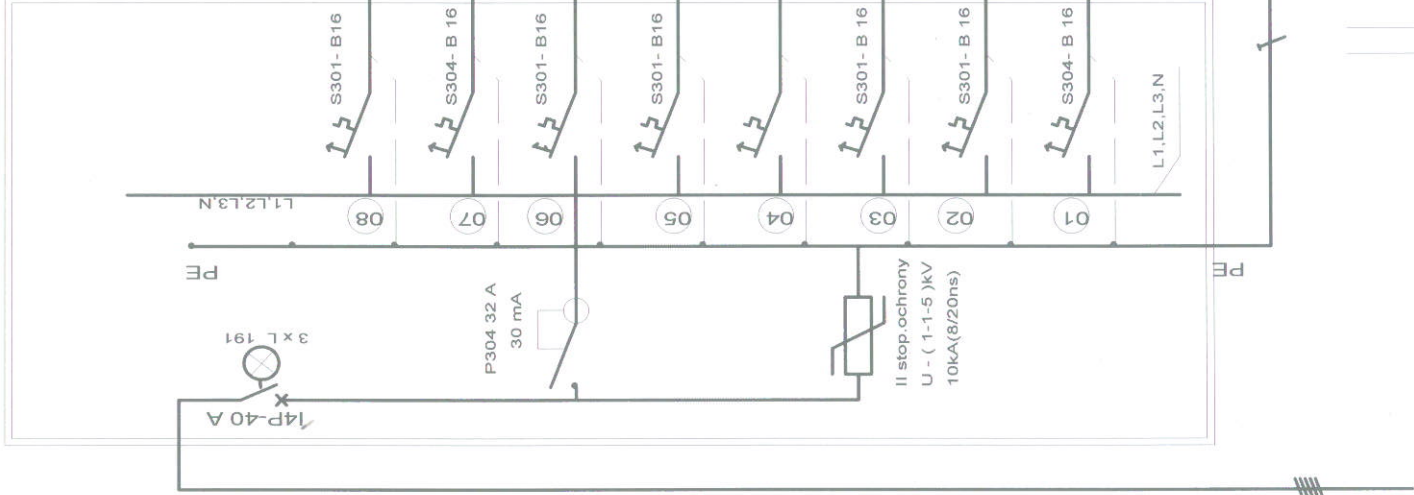 S301- B16
S304- B 16
S301- B16
S301- B16
S301- B 16
S301- B 16
S304- B 16
L1,L2,L3,N
L1,L2,L3,N
08
07
06
05
04
03
02
01
PE
PE
P304 32 A
30 mA
II stop.ochrony
U - ( 1-1-5 )kV
10kA(8/20ns)
3 x L 191
14P-40 A